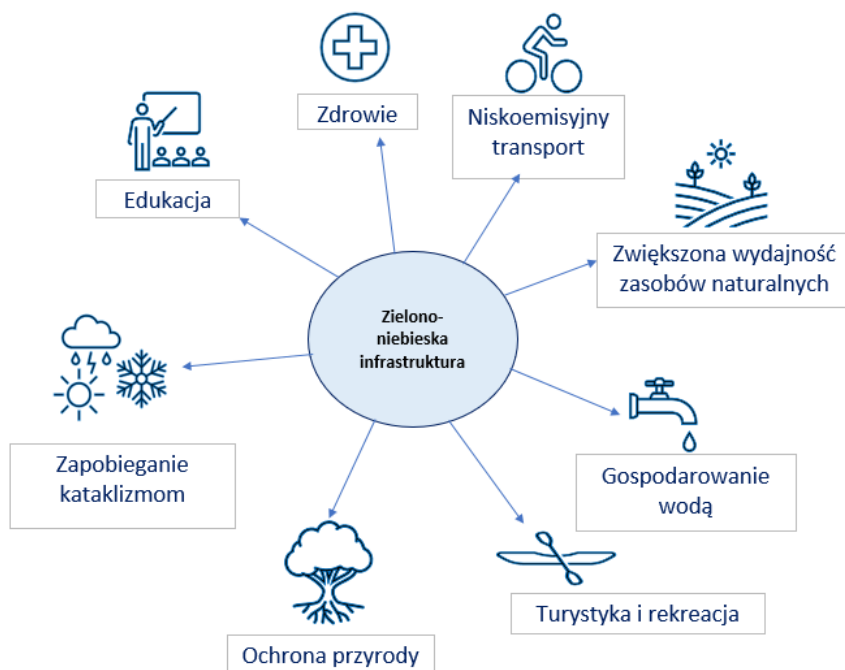 Zdrowie
Niskoemisyjny
transport
Edukacja
Zwiększona wydajność
zasobów naturalnych
Zielono-
niebieska
infrastruktura
Zapobieganie
kataklizmom
Gospodarowanie
wodą
Turystyka i rekreacja
Ochrona przyrody